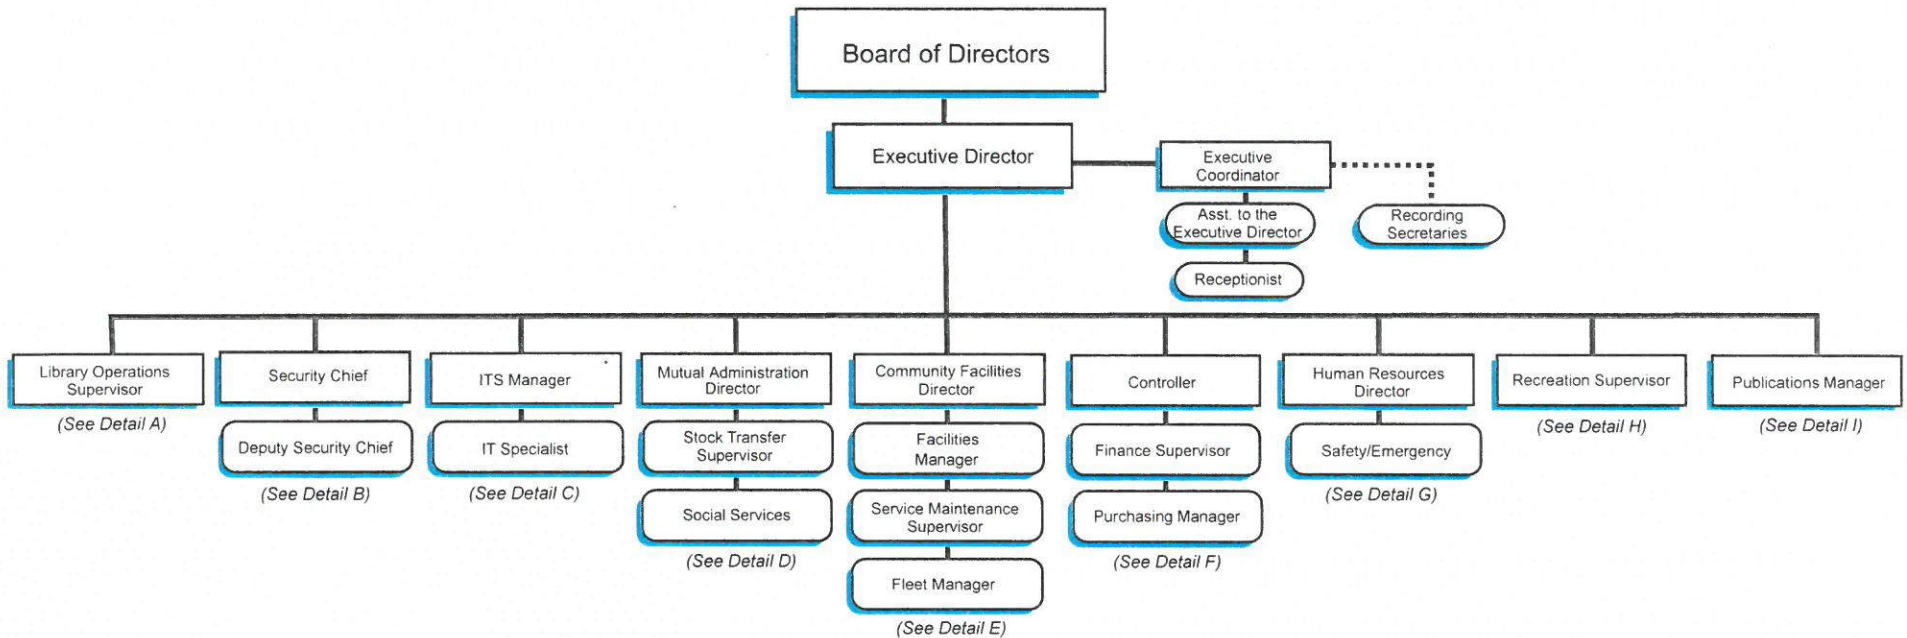 Board of Directors
Executive Director
Executive
Coordinator
Asst. to the
Executive Director
Recording
Secretaries
Receptionist
Library Operations
Supervisor
(See Detail A)
Security Chief
Deputy Security Chief
(See Detail B)
ITS Manager
IT Specialist
(See Detail C)
Mutual Administration
Director
Stock Transfer
Supervisor
Social Services
(See Detail D)
Community Facilities
Director
Facilities
Manager
Service Maintenance
Supervisor
Fleet Manager
(See Detail E)
Controller
Finance Supervisor
Purchasing Manager
(See Detail F)
Human Resources
Director
Safety/Emergency
(See Detail G)
Recreation Supervisor
(See Detail H)
Publications Manager
(See Detail I)